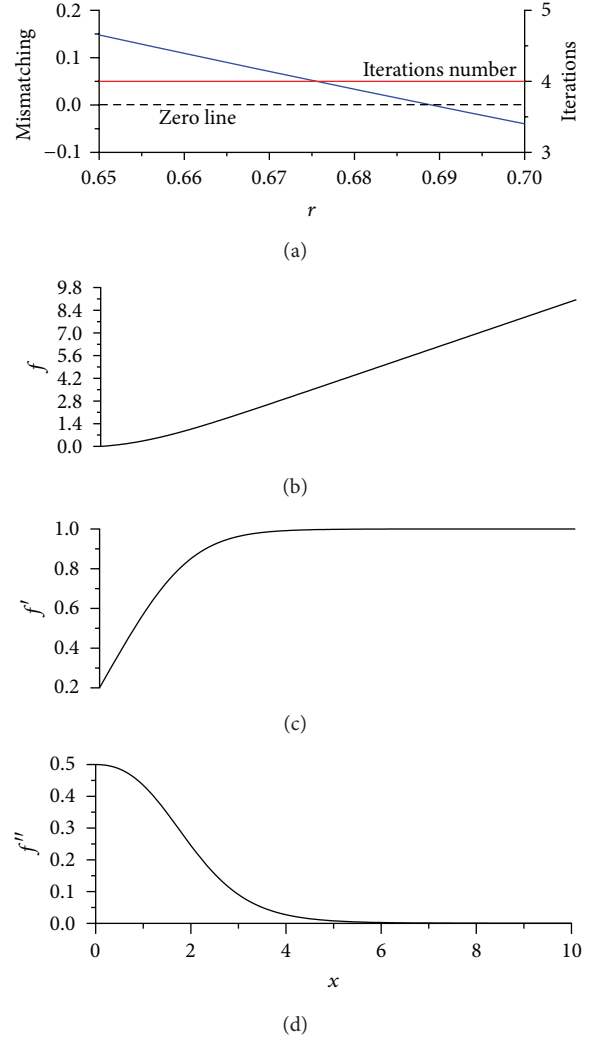 0.2
0.1
0.0
−0.1
Mismatching
5
4
3
Iterations
Iterations number
Zero line
0.65 0.66 0.67 0.68 0.69 0.70
r
(a)
9.8
8.4
7.0
5.6
4.2
2.8
1.4
0.0
f
(b)
1.0
0.8
0.6
0.4
0.2
f′
(c)
0.5
0.4
0.3
0.2
0.1
0.0
f″
0 2 4 6 8 10
x
(d)